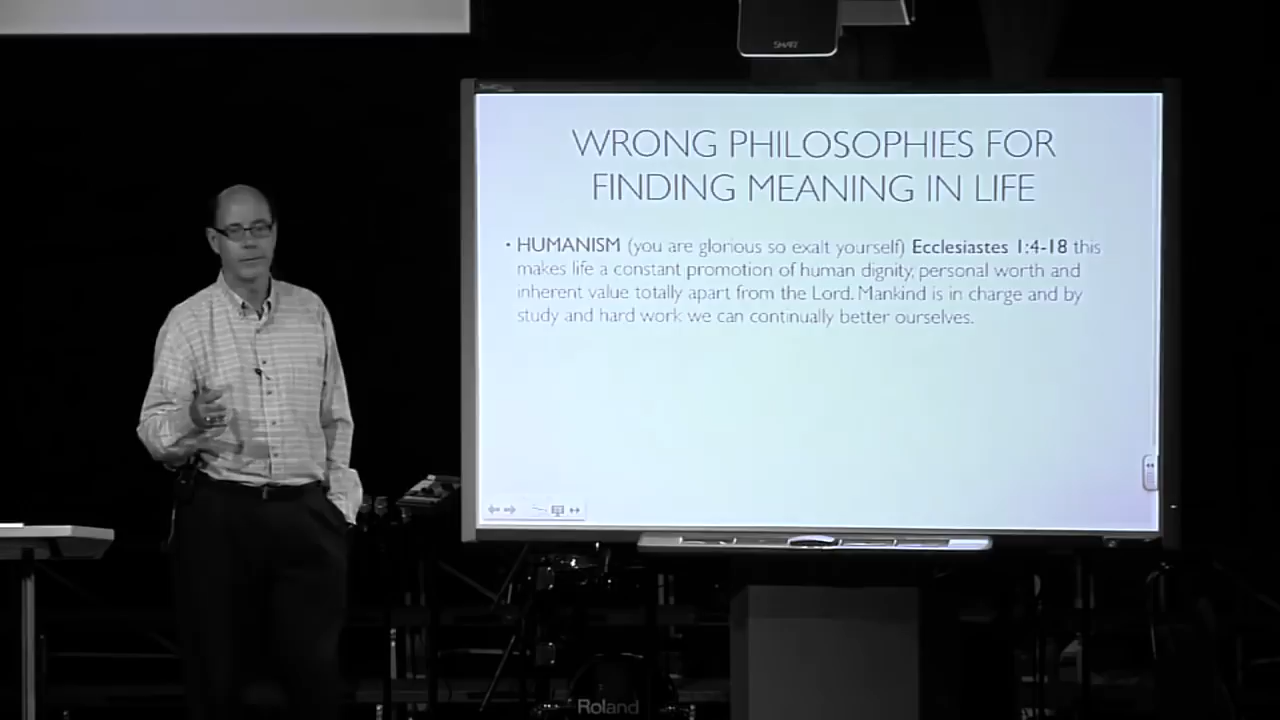 SMART
WRONG PHILOSOPHIES FOR
FINDING MEANING IN LIFE
• HUMANISM (you are glorious so exalt yourself) Ecclesiastes 1:4-18 this
makes life a constant promotion of human dignity, personal worth and
inherent value totally apart from the Lord. Mankind is in charge and by
study and hard work we can continually better ourselves.
Roland